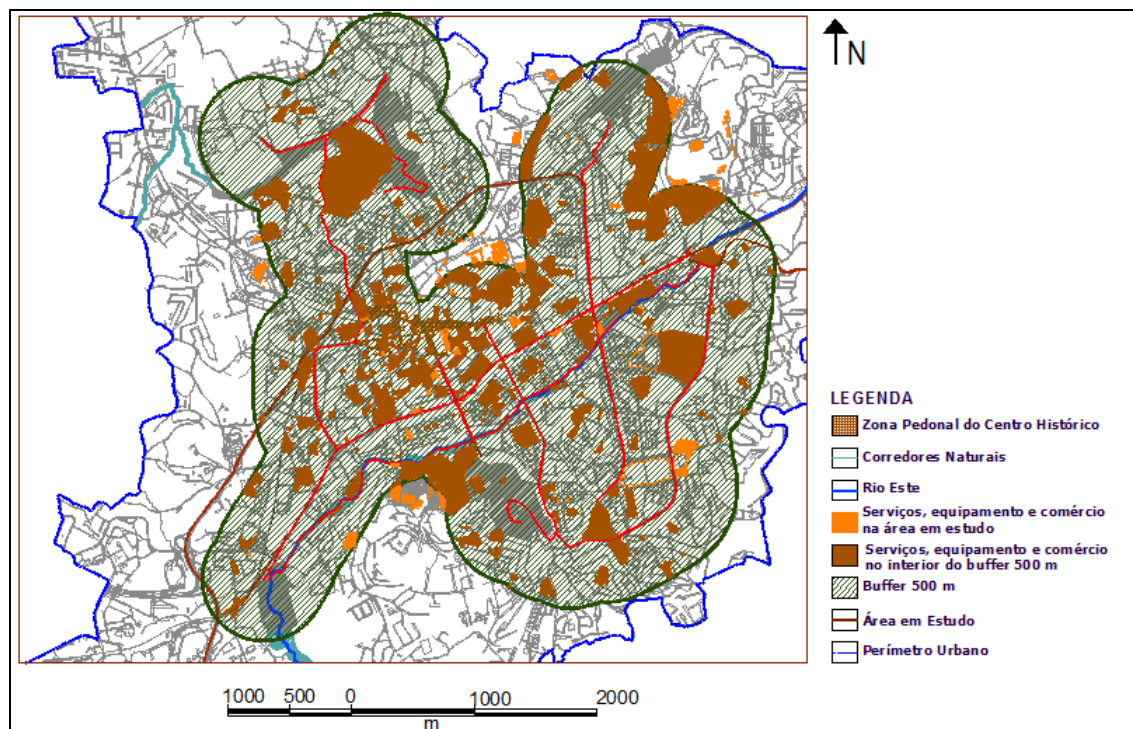 N
LEGENDA
Zona Pedonal do Centro Histórico
Corredores Naturais
Rio Este
Serviços, equipamento e comércio
na área em estudo
Serviços, equipamento e comércio
no interior do buffer 500 m
Buffer 500 m
Área em Estudo
Perímetro Urbano
1000 500 0 1000 2000
m